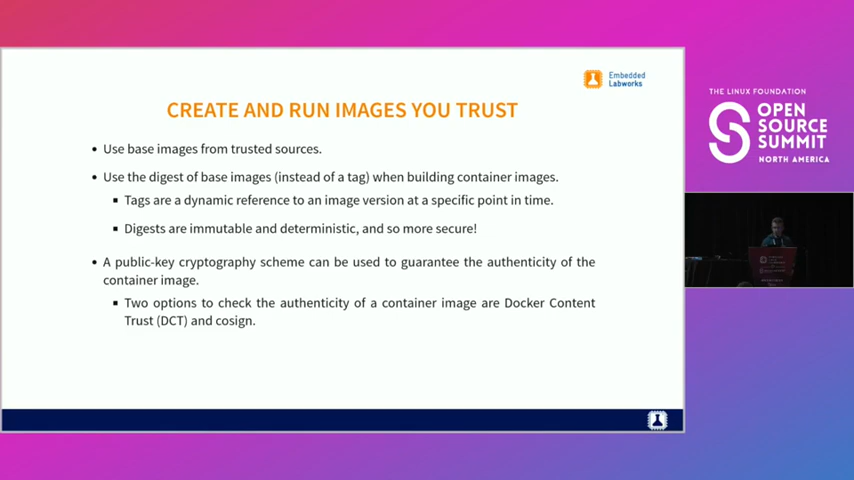 Embedded
Labworks
CREATE AND RUN IMAGES YOU TRUST
• Use base images from trusted sources.
• Use the digest of base images (instead of a tag) when building container images.
▪ Tags are a dynamic reference to an image version at a specific point in time.
▪ Digests are immutable and deterministic, and so more secure!
• A public-key cryptography scheme can be used to guarantee the authenticity of the
container image.
▪ Two options to check the authenticity of a container image are Docker Content
Trust (DCT) and cosign.
THE LINUX FOUNDATION
OPEN
SOURCE
SUMMIT
NORTH AMERICA